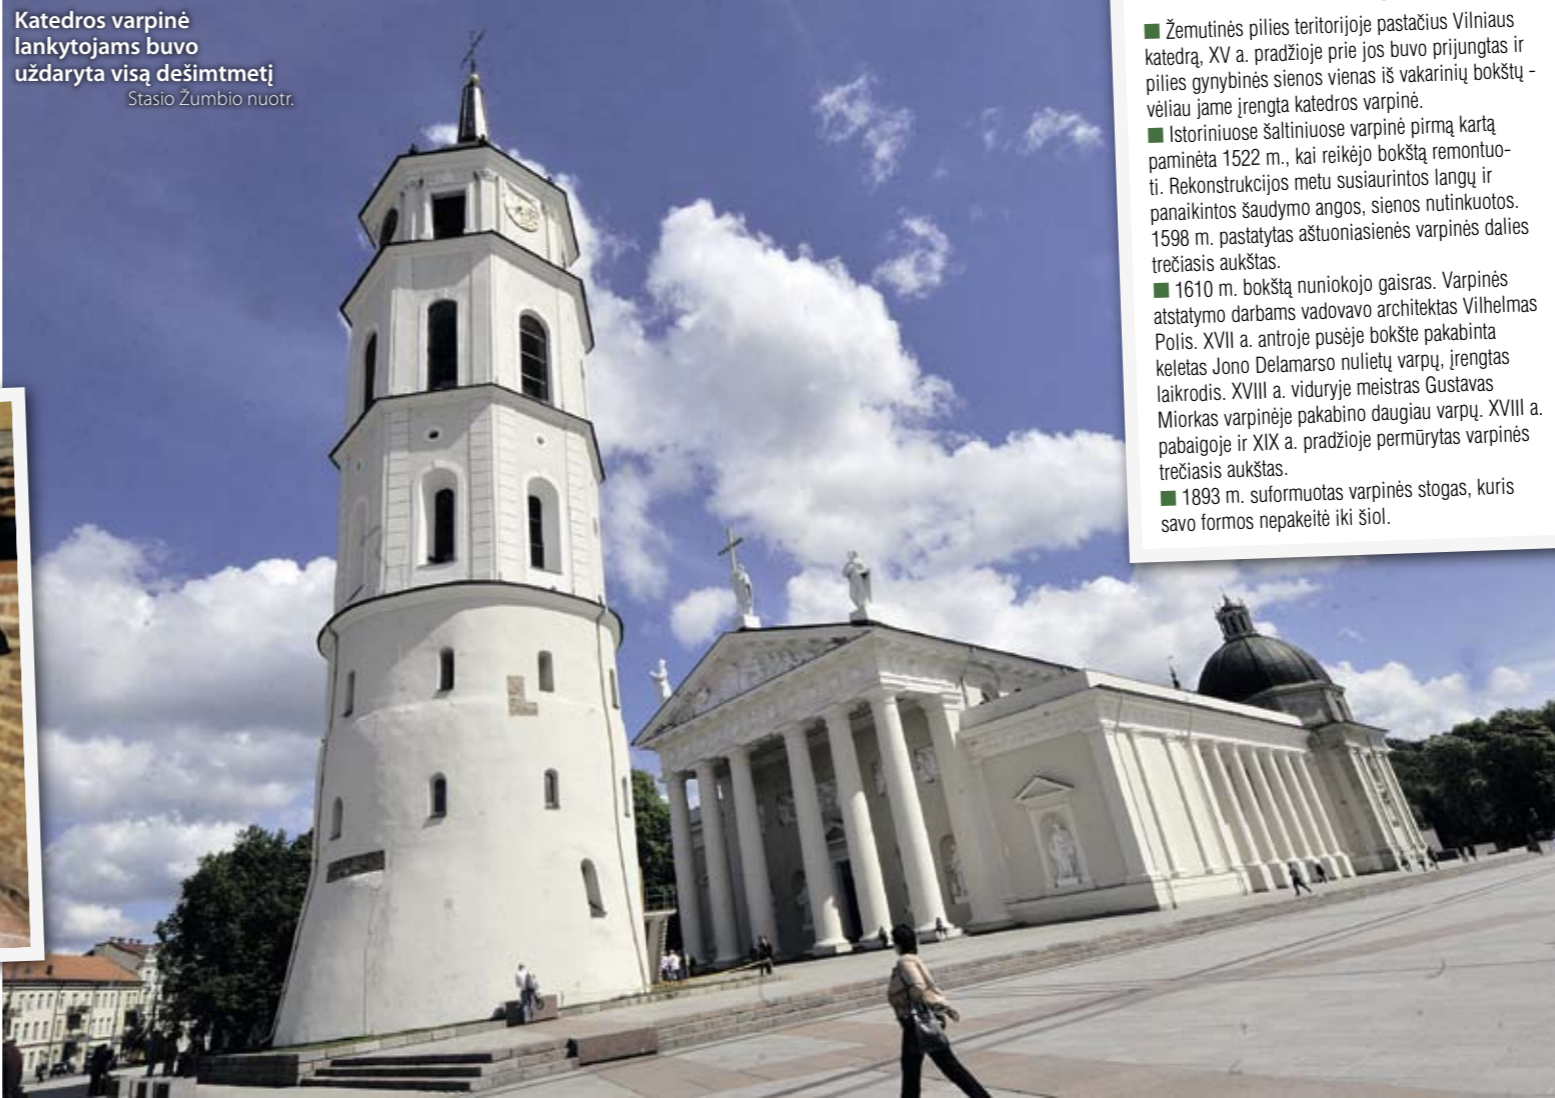 Katedros varpinė
lankytojams buvo
uždaryta visą dešimtmetį
Stasio Žumbio nuotr.
Žemutinės pilies teritorijoje pastačius Vilniaus
katedrą, XV a. pradžioje prie jos buvo prijungtas ir
pilies gynybinės sienos vienas iš vakarinių bokštų -
vėliau jame įrengta katedros varpinė.
Istoriniuose šaltiniuose varpinė pirmą kartą
paminėta 1522 m., kai reikėjo bokštą remontuo-
ti. Rekonstrukcijos metu susiaurintos langų ir
panaikintos šaudymo angos, sienos nutinkuotos.
1598 m. pastatytas aštuoniasienės varpinės dalies
trečiasis aukštas.
1610 m. bokštą nuniokojo gaisras. Varpinės
atstatymo darbams vadovavo architektas Vilhelmas
Polis. XVII a. antroje pusėje bokšte pakabinta
keletas Jono Delamarso nulietų varpų, įrengtas
laikrodis. XVIII a. viduryje meistras Gustavas
Miorkas varpinėje pakabino daugiau varpų. XVIII a.
pabaigoje ir XIX a. pradžioje permūrytas varpinės
trečiasis aukštas.
1893 m. suformuotas varpinės stogas, kuris
savo formos nepakeitė iki šiol.